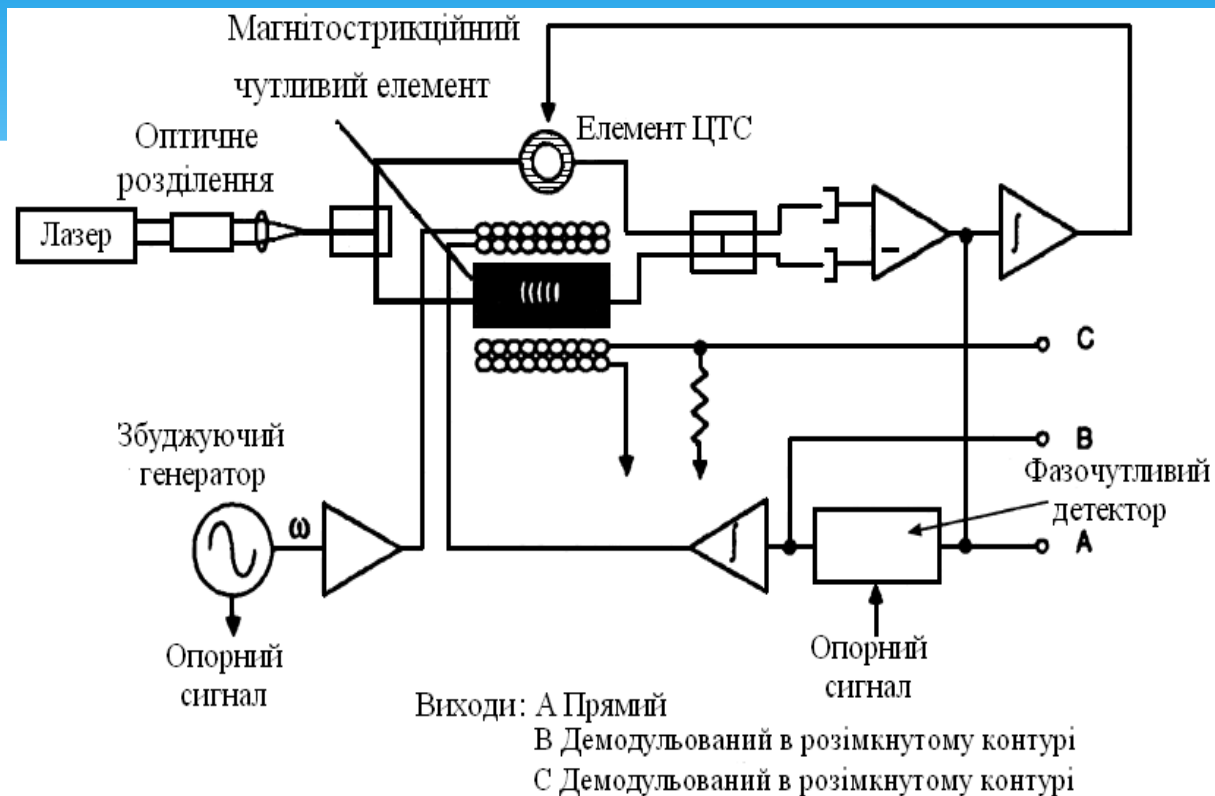 Магнітострикційний
чутливий елемент
Елемент ЦТС
Оптичне
розділення
Лазер
∫
−
C
Збуджуючий
генератор
B
Фазочутливий
детектор
ω
∫
A
Опорний
сигнал
Опорний
сигнал
Виходи: А Прямий
В Демодульований в розімкнутому контурі
С Демодульований в розімкнутому контурі